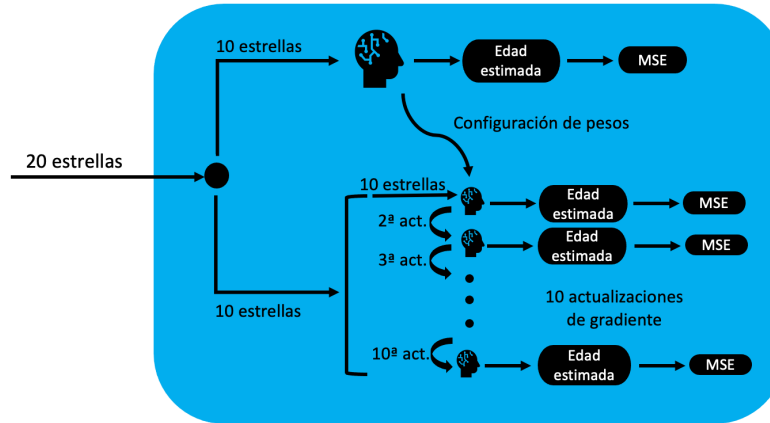 10 estrellas
Edad
estimada
MSE
Configuración de pesos
20 estrellas
10 estrellas
Edad
estimada
MSE
2ª act.
Edad
estimada
MSE
3ª act.
10 estrellas
10 actualizaciones
de gradiente
10ª act.
Edad
estimada
MSE